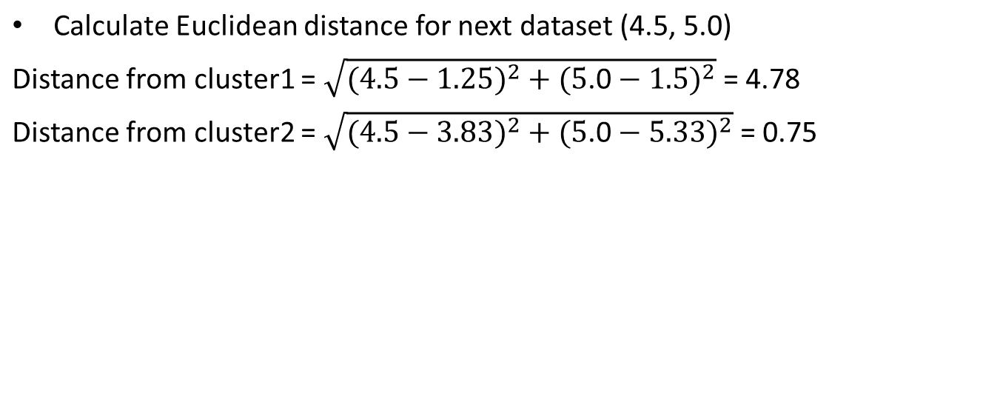 • Calculate Euclidean distance for next dataset (4.5, 5.0)
Distance from cluster1 = √(4.5 − 1.25)² + (5.0 − 1.5)² = 4.78
Distance from cluster2 = √(4.5 − 3.83)² + (5.0 − 5.33)² = 0.75